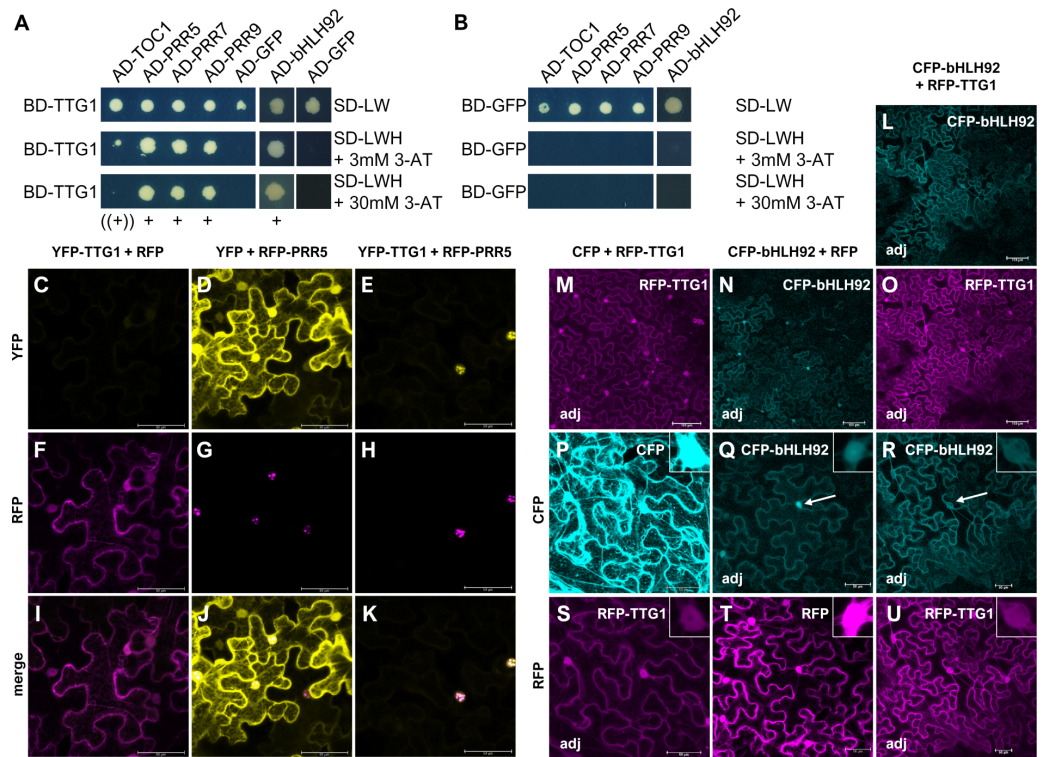 A
AD-TOC1
AD-PRR5
AD-PRR7
AD-PRR9
AD-GFP
AD-bHLH92
AD-GFP
BD-TTG1
SD-LW
BD-TTG1
SD-LWH
+ 3mM 3-AT
BD-TTG1
SD-LWH
+ 30mM 3-AT
((+)) + + + +
B
AD-TOC1
AD-PRR5
AD-PRR7
AD-PRR9
AD-bHLH92
BD-GFP
SD-LW
BD-GFP
SD-LWH
+ 3mM 3-AT
BD-GFP
SD-LWH
+ 30mM 3-AT
CFP-bHLH92
+ RFP-TTG1
L CFP-bHLH92
adj
YFP-TTG1 + RFP
YFP + RFP-PRR5
YFP-TTG1 + RFP-PRR5
YFP
C
D
E
RFP
F
G
H
merge
I
J
K
CFP + RFP-TTG1
CFP-bHLH92 + RFP
M RFP-TTG1
adj
N CFP-bHLH92
adj
O RFP-TTG1
adj
CFP
P CFP
Q CFP-bHLH92
adj
R CFP-bHLH92
adj
RFP
S RFP-TTG1
adj
T RFP
U RFP-TTG1
adj